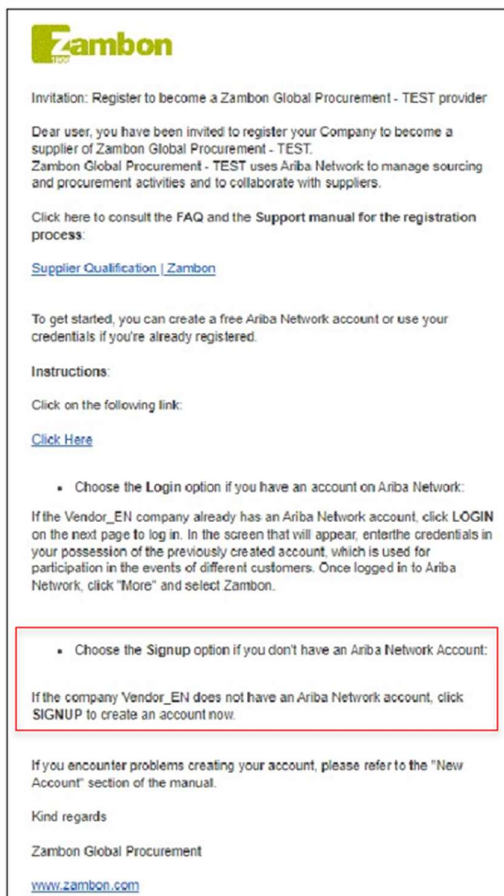 Zambon
Invitation: Register to become a Zambon Global Procurement - TEST provider
Dear user, you have been invited to register your Company to become a
supplier of Zambon Global Procurement - TEST.
Zambon Global Procurement - TEST uses Ariba Network to manage sourcing
and procurement activities and to collaborate with suppliers.
Click here to consult the FAQ and the Support manual for the registration
process:
Supplier Qualification | Zambon
To get started, you can create a free Ariba Network account or use your
credentials if you're already registered.
Instructions:
Click on the following link:
Click Here
• Choose the Login option if you have an account on Ariba Network:
If the Vendor_EN company already has an Ariba Network account, click LOGIN
on the next page to log in. In the screen that will appear, enterthe credentials in
your possession of the previously created account, which is used for
participation in the events of different customers. Once logged in to Ariba
Network, click "More" and select Zambon.
• Choose the Signup option if you don't have an Ariba Network Account:
If the company Vendor_EN does not have an Ariba Network account, click
SIGNUP to create an account now.
If you encounter problems creating your account, please refer to the "New
Account" section of the manual.
Kind regards
Zambon Global Procurement
www.zambon.com